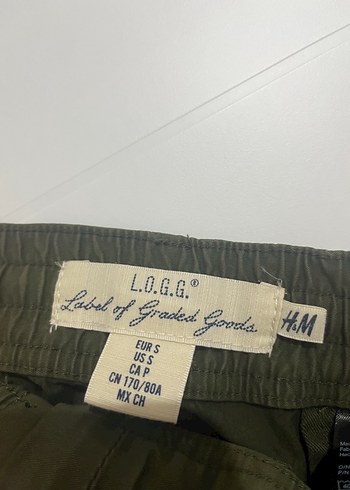 L.O.G.G.®
Label of Graded Goods
H&M
EUR S
US S
CA P
CN 170/80A
MX CH